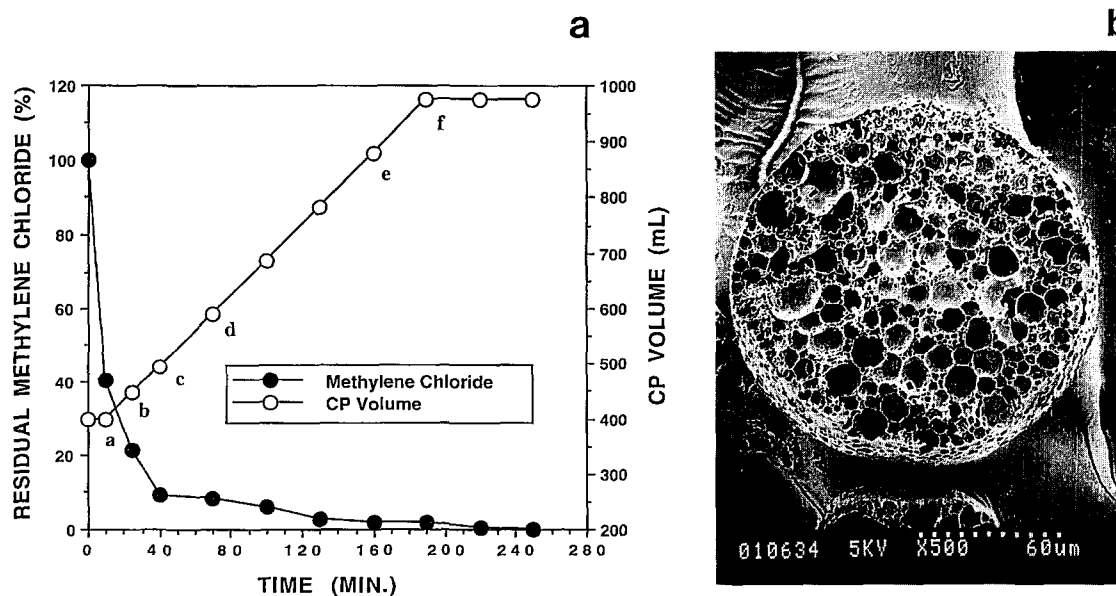 a
b
RESIDUAL METHYLENE CHLORIDE (%)
120
100
80
60
40
20
0
1000
900
800
700
600
500
400
300
200
CP VOLUME (mL)
f
e
d
c
b
a
Methylene Chloride
CP Volume
0 40 80 120 160 200 240 280
TIME (MIN.)
010634 5KV X500 60um